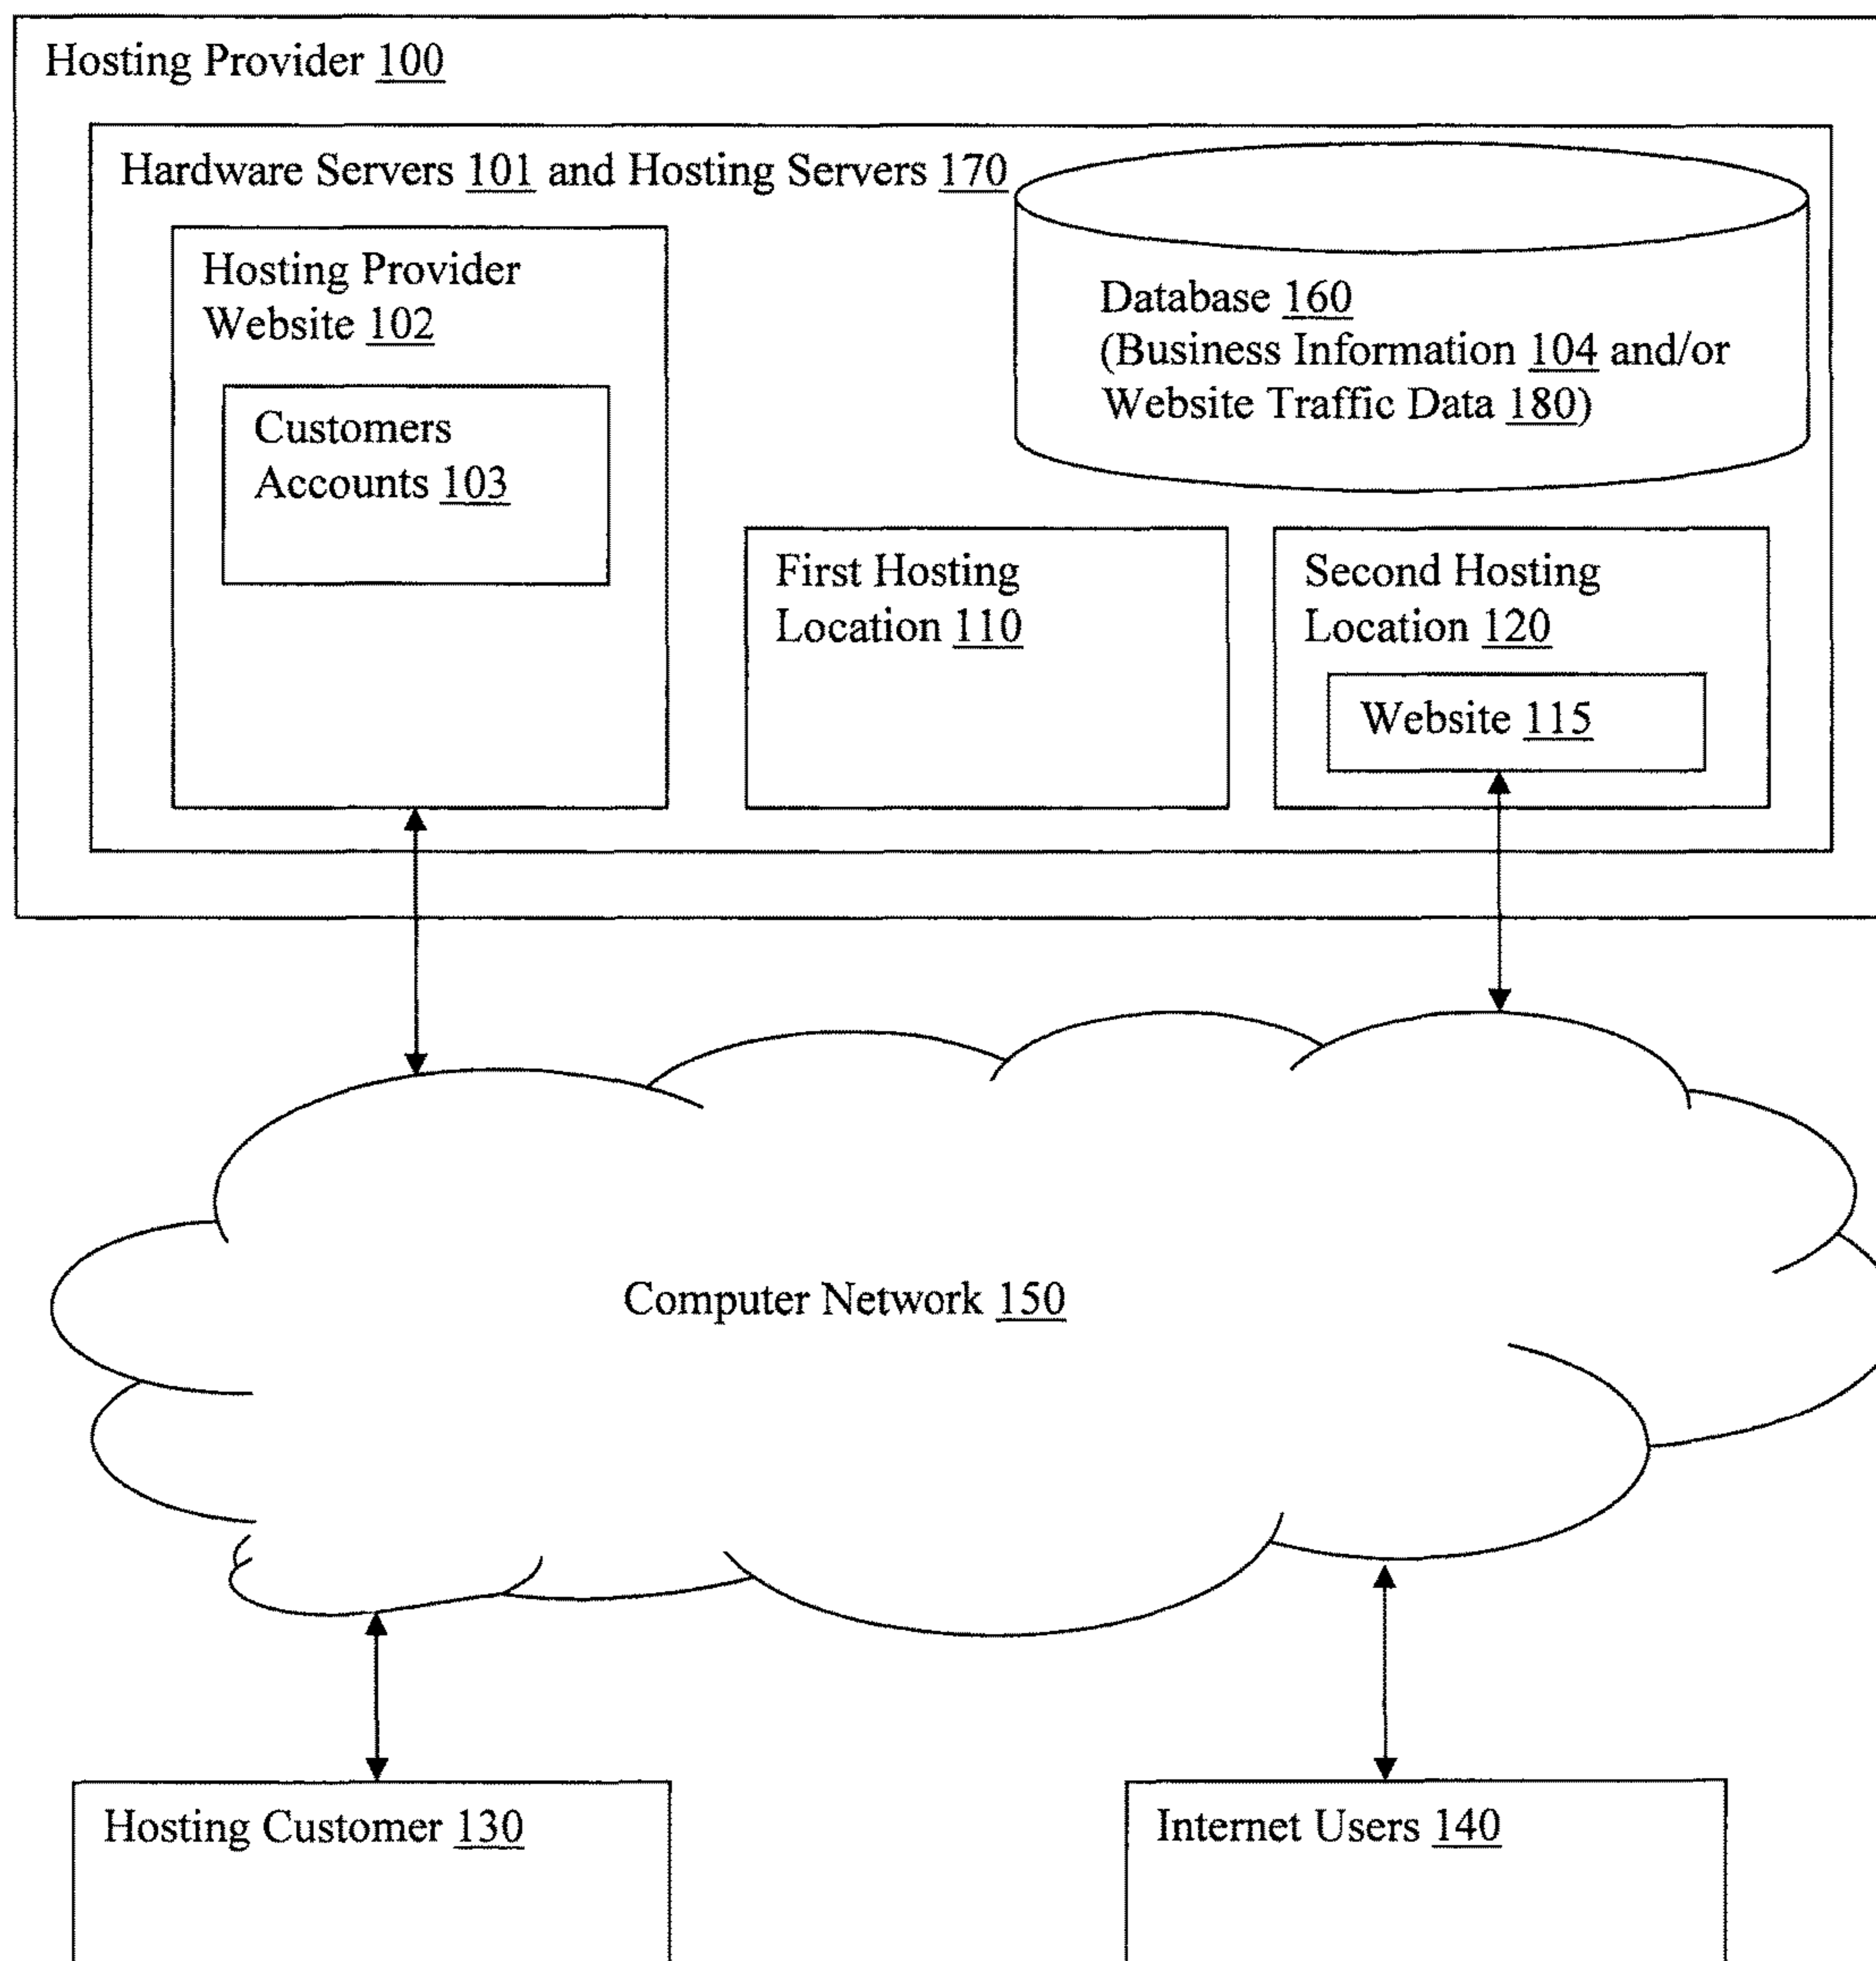 Hosting Provider 100
Hardware Servers 101 and Hosting Servers 170
Hosting Provider
Website 102
Customers
Accounts 103
Database 160
(Business Information 104 and/or
Website Traffic Data 180)
First Hosting
Location 110
Second Hosting
Location 120
Website 115
Computer Network 150
Hosting Customer 130
Internet Users 140